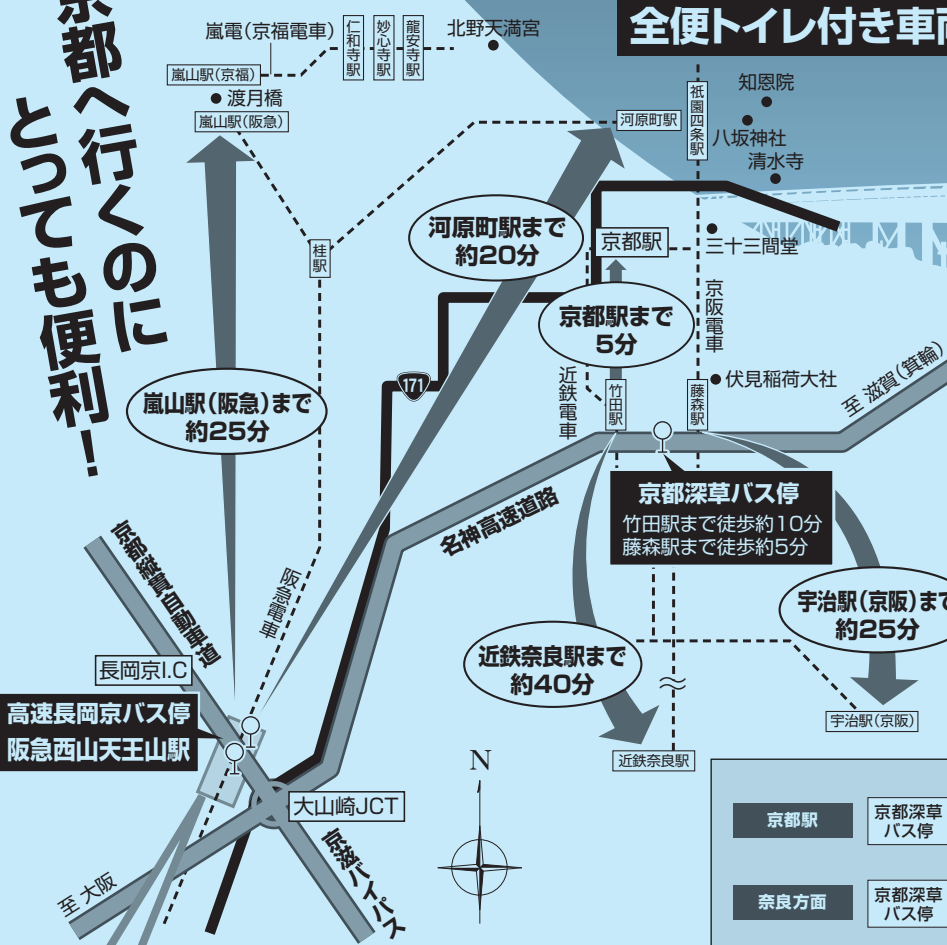 京都へ行くのに
とっても便利！
全便トイレ付き車両
嵐電（京福電車）
仁和寺駅
妙心寺駅
龍安寺駅
北野天満宮
嵐山駅（京福）
渡月橋
嵐山駅（阪急）
河原町駅
祇園四条駅
知恩院
八坂神社
清水寺
桂駅
河原町駅まで
約20分
京都駅
三十三間堂
京都駅まで
5分
京阪電車
171
近鉄電車
竹田駅
藤森駅
伏見稲荷大社
至 滋賀（箕輪）
嵐山駅（阪急）まで
約25分
京都深草バス停
竹田駅まで徒歩約10分
藤森駅まで徒歩約5分
名神高速道路
京都縦貫自動車道
阪急電車
宇治駅（京阪）まで
約25分
長岡京I.C
近鉄奈良駅まで
約40分
高速長岡京バス停
阪急西山天王山駅
宇治駅（京阪）
近鉄奈良駅
N
大山崎JCT
京滋バイパス
至 大阪
京都駅
京都深草
バス停
奈良方面
京都深草
バス停